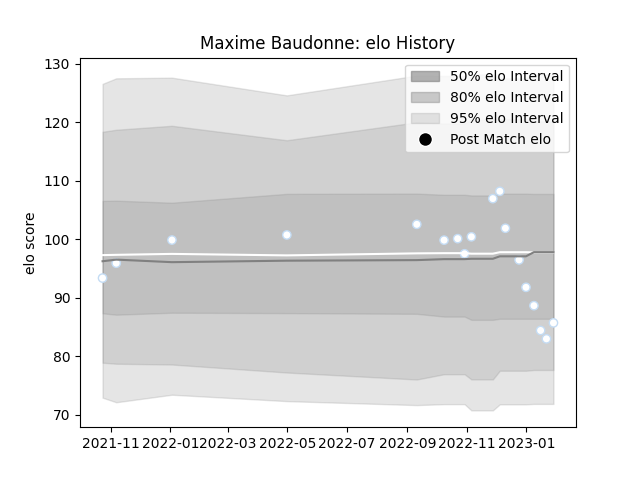 Maxime Baudonne: elo History
130
120
110
100
90
80
70
elo score
50% elo Interval
80% elo Interval
95% elo Interval
Post Match elo
2021-11 2022-01 2022-03 2022-05 2022-07 2022-09 2022-11 2023-01